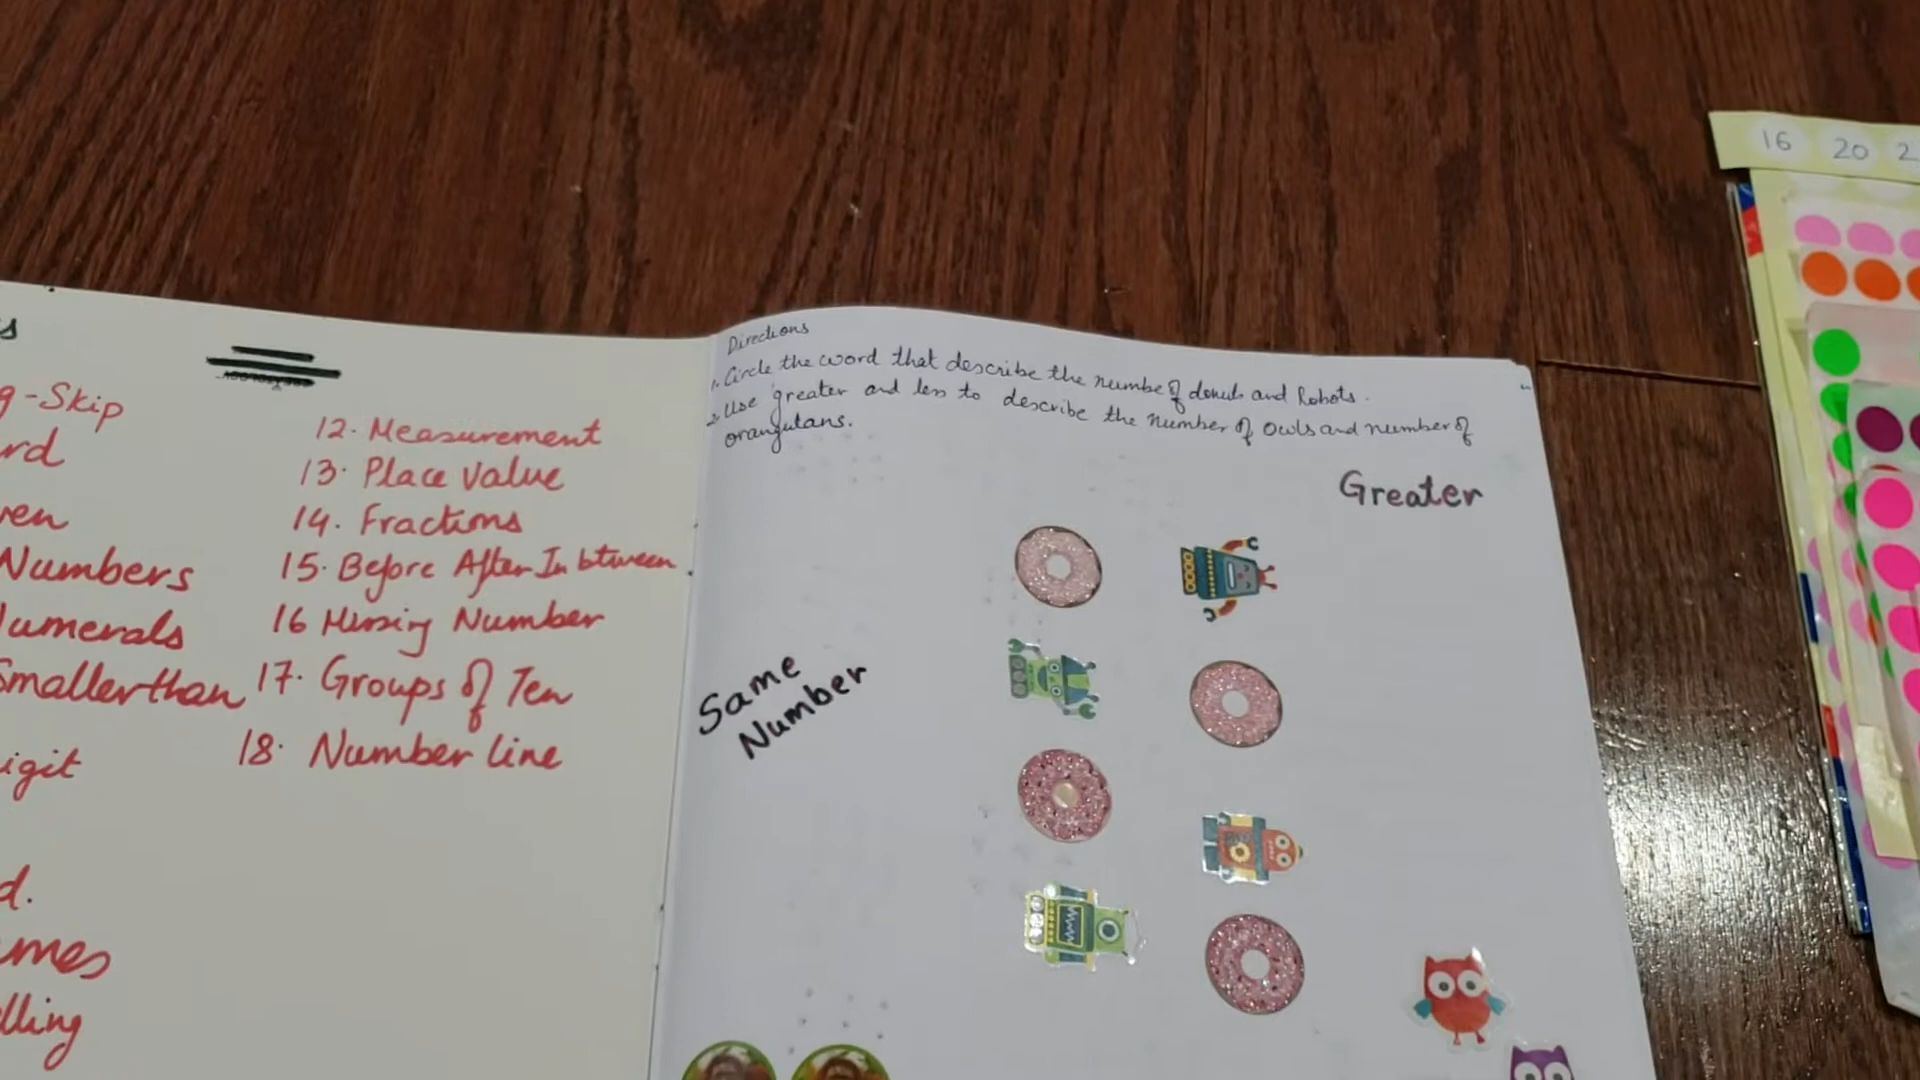 s
g-Skip
rd
ven
Numbers
Numerals
Smallerthan
igit
d.
mes
lling
12. Measurement
13. Place Value
14. Fractions
15. Before After In btween
16 Missing Number
17. Groups of Ten
18. Number line
Directions
1. Circle the word that describe the numbe of donuts and Robots.
2. Use greater and less to describe the number of owls and number of
orangutans.
Greater
Same
Number
16 20 2